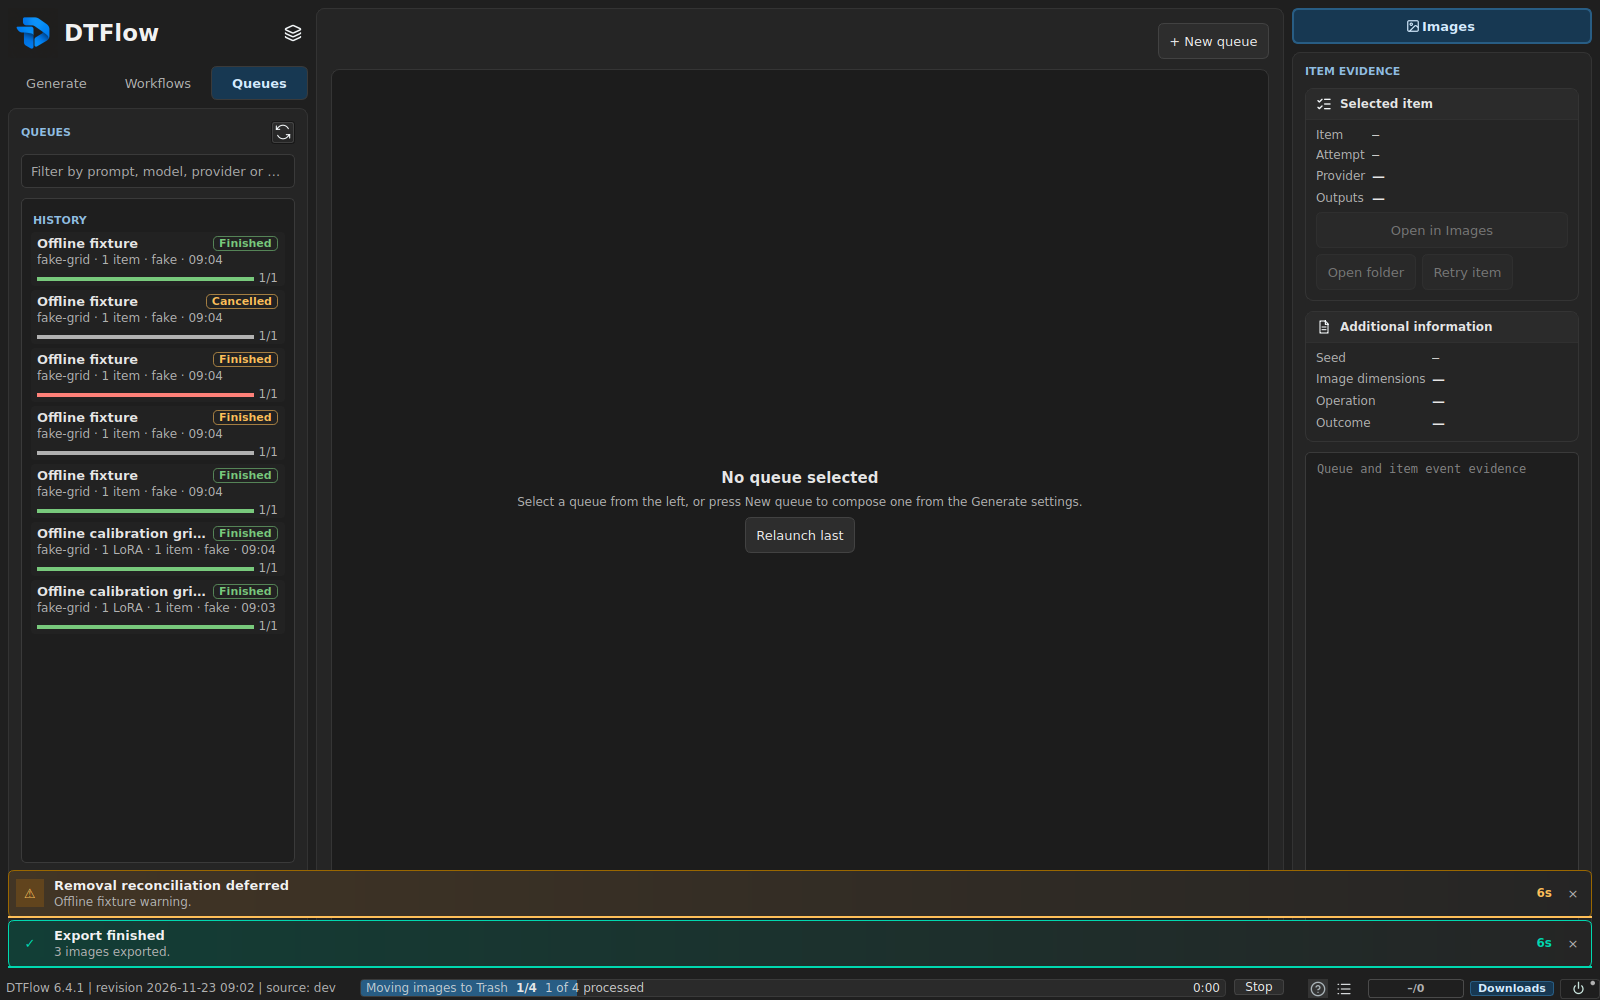 DTFlow
Generate
Workflows
Queues
QUEUES
Filter by prompt, model, provider or …
HISTORY
Offline fixture
Finished
fake-grid · 1 item · fake · 09:04
1/1
Offline fixture
Cancelled
fake-grid · 1 item · fake · 09:04
1/1
Offline fixture
Finished
fake-grid · 1 item · fake · 09:04
1/1
Offline fixture
Finished
fake-grid · 1 item · fake · 09:04
1/1
Offline fixture
Finished
fake-grid · 1 item · fake · 09:04
1/1
Offline calibration gri…
Finished
fake-grid · 1 LoRA · 1 item · fake · 09:04
1/1
Offline calibration gri…
Finished
fake-grid · 1 LoRA · 1 item · fake · 09:03
1/1
+ New queue
No queue selected
Select a queue from the left, or press New queue to compose one from the Generate settings.
Relaunch last
Images
ITEM EVIDENCE
Selected item
Item –
Attempt –
Provider —
Outputs —
Open in Images
Open folder
Retry item
Additional information
Seed –
Image dimensions —
Operation —
Outcome —
Queue and item event evidence
Removal reconciliation deferred
Offline fixture warning.
6s ×
Export finished
3 images exported.
6s ×
DTFlow 6.4.1 | revision 2026-11-23 09:02 | source: dev
Moving images to Trash 1/4 1 of 4 processed
0:00
Stop
–/0
Downloads